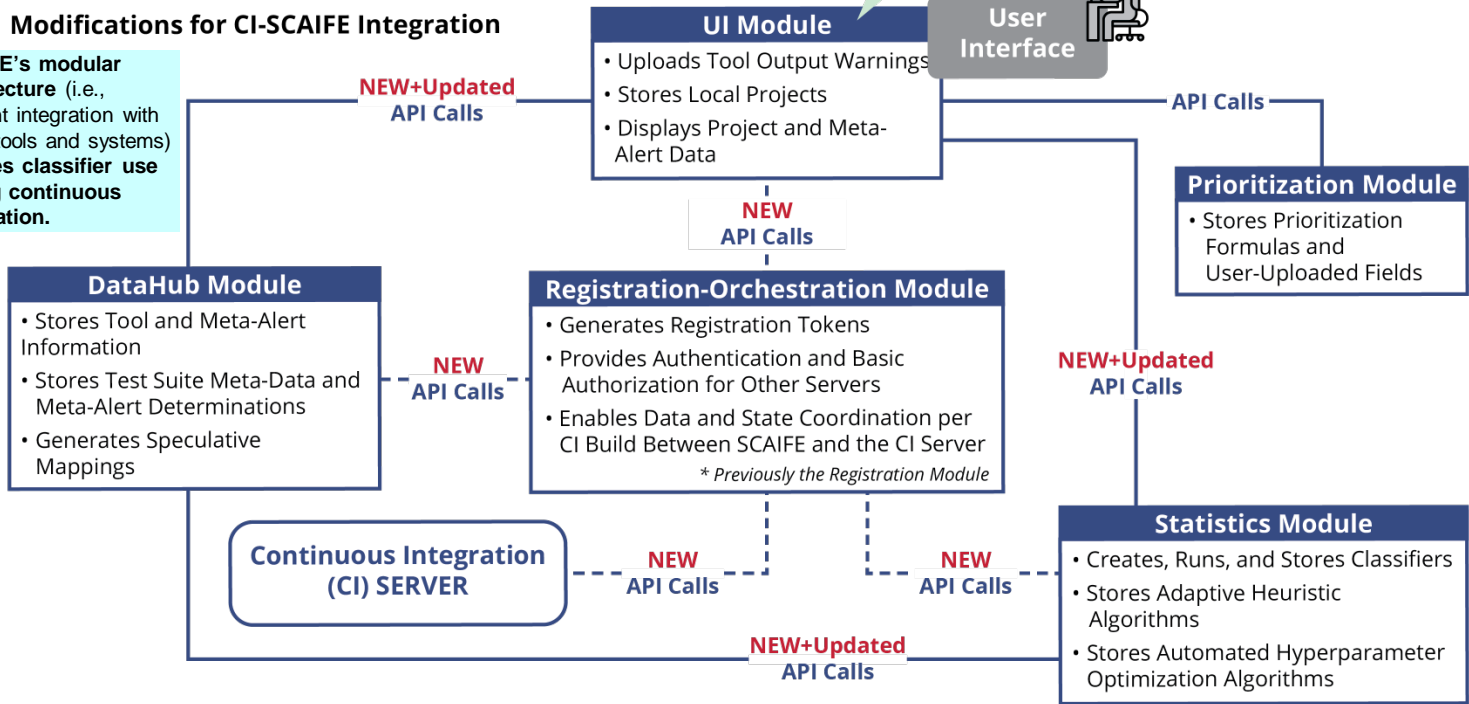 Modifications for CI-SCAIFE Integration
E's modular
(i.e.,
integration with
tools and systems)
classifier use
continuous
User
Interface
UI Module
• Uploads Tool Output Warnings
• Stores Local Projects
• Displays Project and Meta-
Alert Data
NEW+Updated
API Calls
API Calls
NEW
API Calls
Prioritization Module
• Stores Prioritization
Formulas and
User-Uploaded Fields
DataHub Module
• Stores Tool and Meta-Alert
Information
• Stores Test Suite Meta-Data and
Meta-Alert Determinations
• Generates Speculative
Mappings
NEW
API Calls
Registration-Orchestration Module
• Generates Registration Tokens
• Provides Authentication and Basic
Authorization for Other Servers
• Enables Data and State Coordination per
CI Build Between SCAIFE and the CI Server
* Previously the Registration Module
NEW+Updated
API Calls
Continuous Integration
(CI) SERVER
NEW
API Calls
NEW
API Calls
Statistics Module
• Creates, Runs, and Stores Classifiers
• Stores Adaptive Heuristic
Algorithms
• Stores Automated Hyperparameter
Optimization Algorithms
NEW+Updated
API Calls